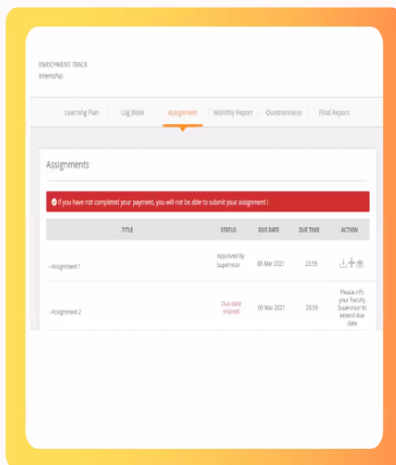 ENRICHMENT TRACK
Internship
Learning Plan Log Book Assignment Monthly Report Questionnaire Final Report
Assignments
If you have not completed your payment, you will not be able to submit your assignment !
TITLE STATUS DUE DATE DUE TIME ACTION
- Assignment 1 Approved by Supervisor 05 Mar 2021 23:59
- Assignment 2 Due date missed 05 Mar 2021 23:59 Please info your Faculty Supervisor to extend due date